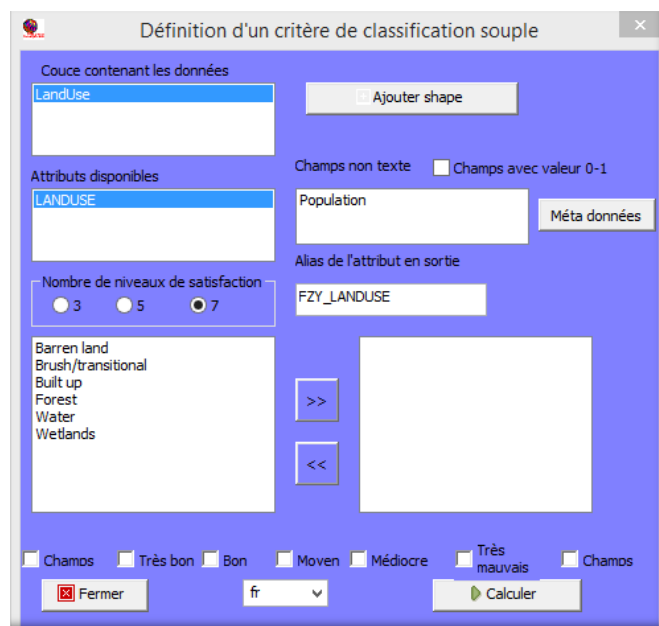 Définition d'un critère de classification souple
Couce contenant les données
LandUse
Ajouter shape
Attributs disponibles
LANDUSE
Champs non texte
Champs avec valeur 0-1
Population
Méta données
Alias de l'attribut en sortie
FZY_LANDUSE
Nombre de niveaux de satisfaction
3 5 7
Barren land
Brush/transitional
Built up
Forest
Water
Wetlands
>>
<<
Champs Très bon Bon Moyen Médiocre Très mauvais Champs
Fermer
fr
Calculer